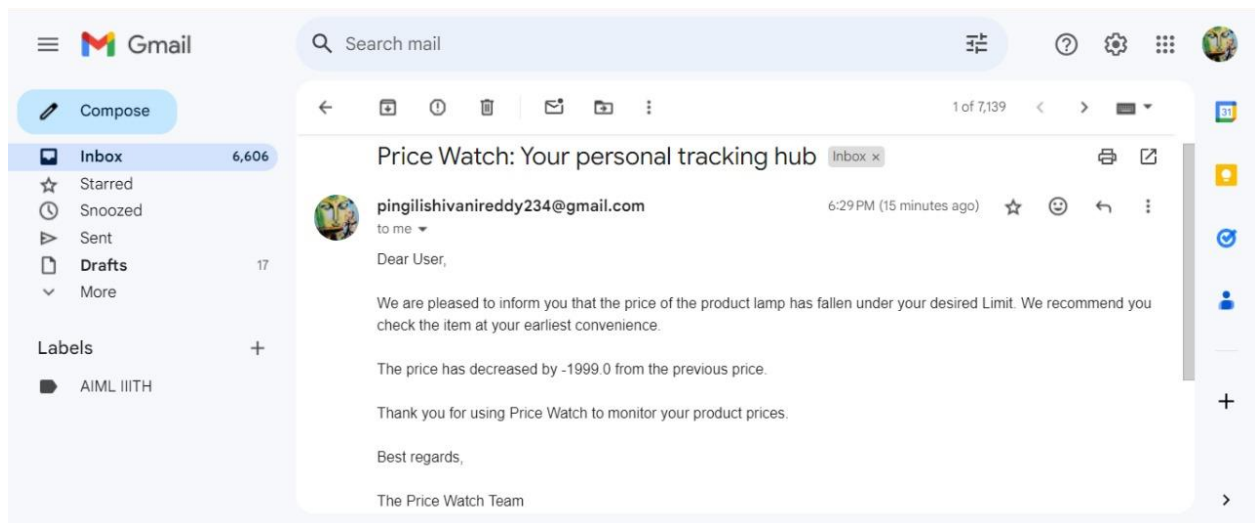 Gmail
Search mail
Compose
1 of 7,139
31
Inbox 6,606
Starred
Snoozed
Sent
Drafts 17
More
Labels
AIML IIITH
Price Watch: Your personal tracking hub Inbox ×
pingilishivanireddy234@gmail.com 6:29 PM (15 minutes ago)
to me
Dear User,
We are pleased to inform you that the price of the product lamp has fallen under your desired Limit. We recommend you
check the item at your earliest convenience.
The price has decreased by -1999.0 from the previous price.
Thank you for using Price Watch to monitor your product prices.
Best regards,
The Price Watch Team